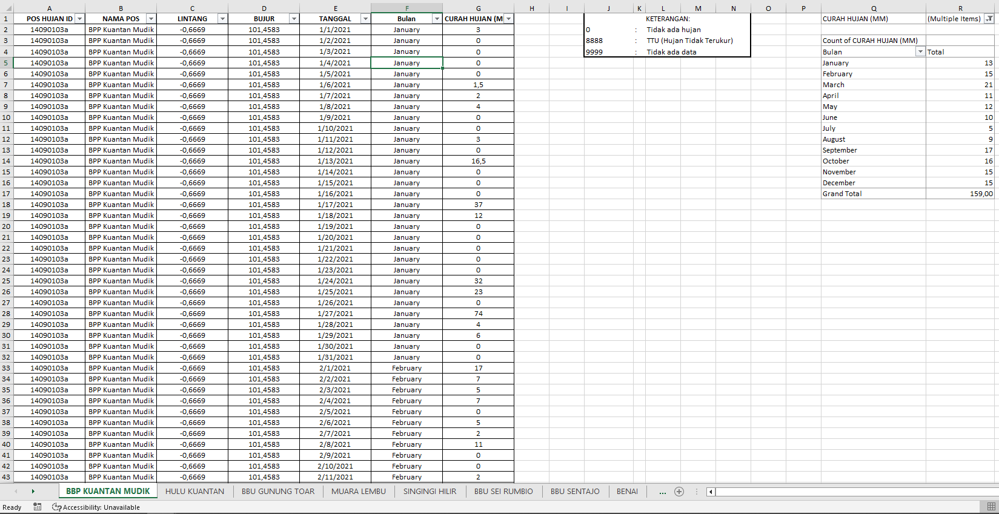 A B C D E F G H I J K L M N O P Q R
1 POS HUJAN ID NAMA POS LINTANG BUJUR TANGGAL Bulan CURAH HUJAN (M KETERANGAN: CURAH HUJAN (MM) (Multiple Items)
2 14090103a BPP Kuantan Mudik -0,6669 101,4583 1/1/2021 January 3 0 : Tidak ada hujan
3 14090103a BPP Kuantan Mudik -0,6669 101,4583 1/2/2021 January 0 8888 : TTU (Hujan Tidak Terukur) Count of CURAH HUJAN (MM)
4 14090103a BPP Kuantan Mudik -0,6669 101,4583 1/3/2021 January 0 9999 : Tidak ada data Bulan Total
5 14090103a BPP Kuantan Mudik -0,6669 101,4583 1/4/2021 January 0 January 13
6 14090103a BPP Kuantan Mudik -0,6669 101,4583 1/5/2021 January 0 February 15
7 14090103a BPP Kuantan Mudik -0,6669 101,4583 1/6/2021 January 1,5 March 21
8 14090103a BPP Kuantan Mudik -0,6669 101,4583 1/7/2021 January 2 April 11
9 14090103a BPP Kuantan Mudik -0,6669 101,4583 1/8/2021 January 4 May 12
10 14090103a BPP Kuantan Mudik -0,6669 101,4583 1/9/2021 January 0 June 10
11 14090103a BPP Kuantan Mudik -0,6669 101,4583 1/10/2021 January 0 July 5
12 14090103a BPP Kuantan Mudik -0,6669 101,4583 1/11/2021 January 3 August 9
13 14090103a BPP Kuantan Mudik -0,6669 101,4583 1/12/2021 January 0 September 17
14 14090103a BPP Kuantan Mudik -0,6669 101,4583 1/13/2021 January 16,5 October 16
15 14090103a BPP Kuantan Mudik -0,6669 101,4583 1/14/2021 January 0 November 15
16 14090103a BPP Kuantan Mudik -0,6669 101,4583 1/15/2021 January 0 December 15
17 14090103a BPP Kuantan Mudik -0,6669 101,4583 1/16/2021 January 0 Grand Total 159,00
18 14090103a BPP Kuantan Mudik -0,6669 101,4583 1/17/2021 January 37
19 14090103a BPP Kuantan Mudik -0,6669 101,4583 1/18/2021 January 12
20 14090103a BPP Kuantan Mudik -0,6669 101,4583 1/19/2021 January 0
21 14090103a BPP Kuantan Mudik -0,6669 101,4583 1/20/2021 January 0
22 14090103a BPP Kuantan Mudik -0,6669 101,4583 1/21/2021 January 0
23 14090103a BPP Kuantan Mudik -0,6669 101,4583 1/22/2021 January 0
24 14090103a BPP Kuantan Mudik -0,6669 101,4583 1/23/2021 January 0
25 14090103a BPP Kuantan Mudik -0,6669 101,4583 1/24/2021 January 32
26 14090103a BPP Kuantan Mudik -0,6669 101,4583 1/25/2021 January 23
27 14090103a BPP Kuantan Mudik -0,6669 101,4583 1/26/2021 January 0
28 14090103a BPP Kuantan Mudik -0,6669 101,4583 1/27/2021 January 74
29 14090103a BPP Kuantan Mudik -0,6669 101,4583 1/28/2021 January 4
30 14090103a BPP Kuantan Mudik -0,6669 101,4583 1/29/2021 January 6
31 14090103a BPP Kuantan Mudik -0,6669 101,4583 1/30/2021 January 0
32 14090103a BPP Kuantan Mudik -0,6669 101,4583 1/31/2021 January 0
33 14090103a BPP Kuantan Mudik -0,6669 101,4583 2/1/2021 February 17
34 14090103a BPP Kuantan Mudik -0,6669 101,4583 2/2/2021 February 7
35 14090103a BPP Kuantan Mudik -0,6669 101,4583 2/3/2021 February 5
36 14090103a BPP Kuantan Mudik -0,6669 101,4583 2/4/2021 February 7
37 14090103a BPP Kuantan Mudik -0,6669 101,4583 2/5/2021 February 0
38 14090103a BPP Kuantan Mudik -0,6669 101,4583 2/6/2021 February 5
39 14090103a BPP Kuantan Mudik -0,6669 101,4583 2/7/2021 February 2
40 14090103a BPP Kuantan Mudik -0,6669 101,4583 2/8/2021 February 11
41 14090103a BPP Kuantan Mudik -0,6669 101,4583 2/9/2021 February 0
42 14090103a BPP Kuantan Mudik -0,6669 101,4583 2/10/2021 February 0
43 14090103a BPP Kuantan Mudik -0,6669 101,4583 2/11/2021 February 2
BBP KUANTAN MUDIK HULU KUANTAN BBU GUNUNG TOAR MUARA LEMBU SINGINGI HILIR BBU SEI RUMBIO BBU SENTAJO BENAI ...
Ready Accessibility: Unavailable